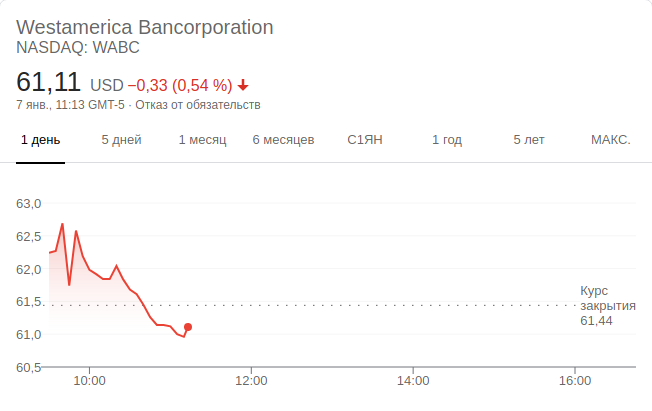 Westamerica Bancorporation
NASDAQ: WABC
61,11 USD −0,33 (0,54 %)
7 янв., 11:13 GMT-5 · Отказ от обязательств
1 день 5 дней 1 месяц 6 месяцев С1ЯН 1 год 5 лет МАКС.
63,0
62,5
62,0
61,5
61,0
60,5
Курс
закрытия
61,44
10:00 12:00 14:00 16:00